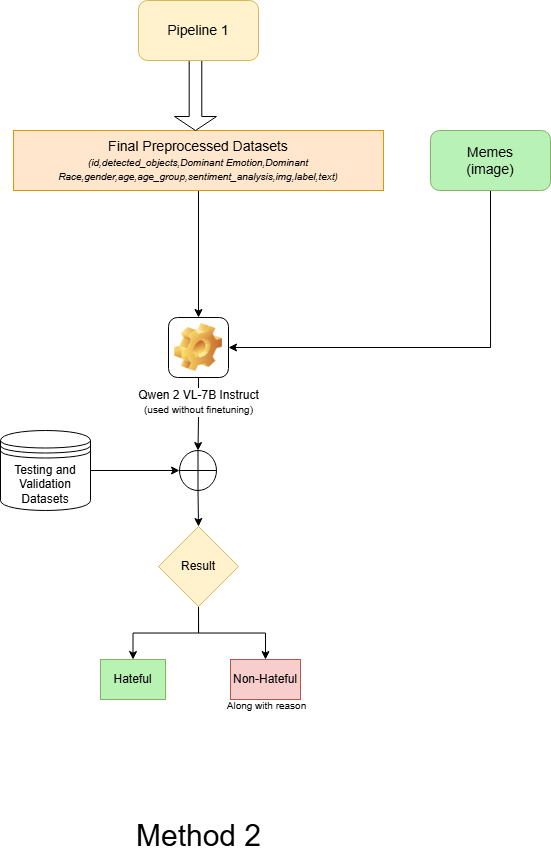 Pipeline 1
Final Preprocessed Datasets
(id,detected_objects,Dominant Emotion,Dominant
Race,gender,age,age_group,sentiment_analysis,img,label,text)
Memes
(image)
Qwen 2 VL-7B Instruct
(used without finetuning)
Testing and
Validation
Datasets
Result
Hateful
Non-Hateful
Along with reason
Method 2